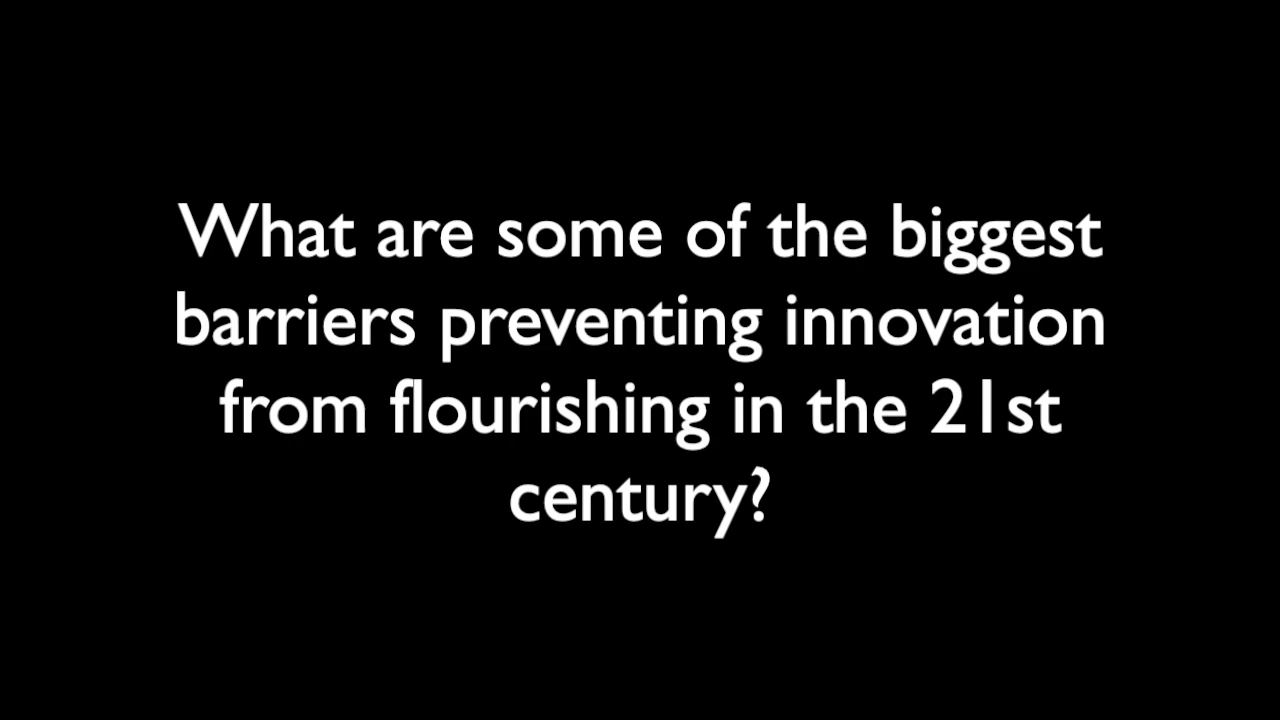 What are some of the biggest
barriers preventing innovation
from flourishing in the 21st
century?